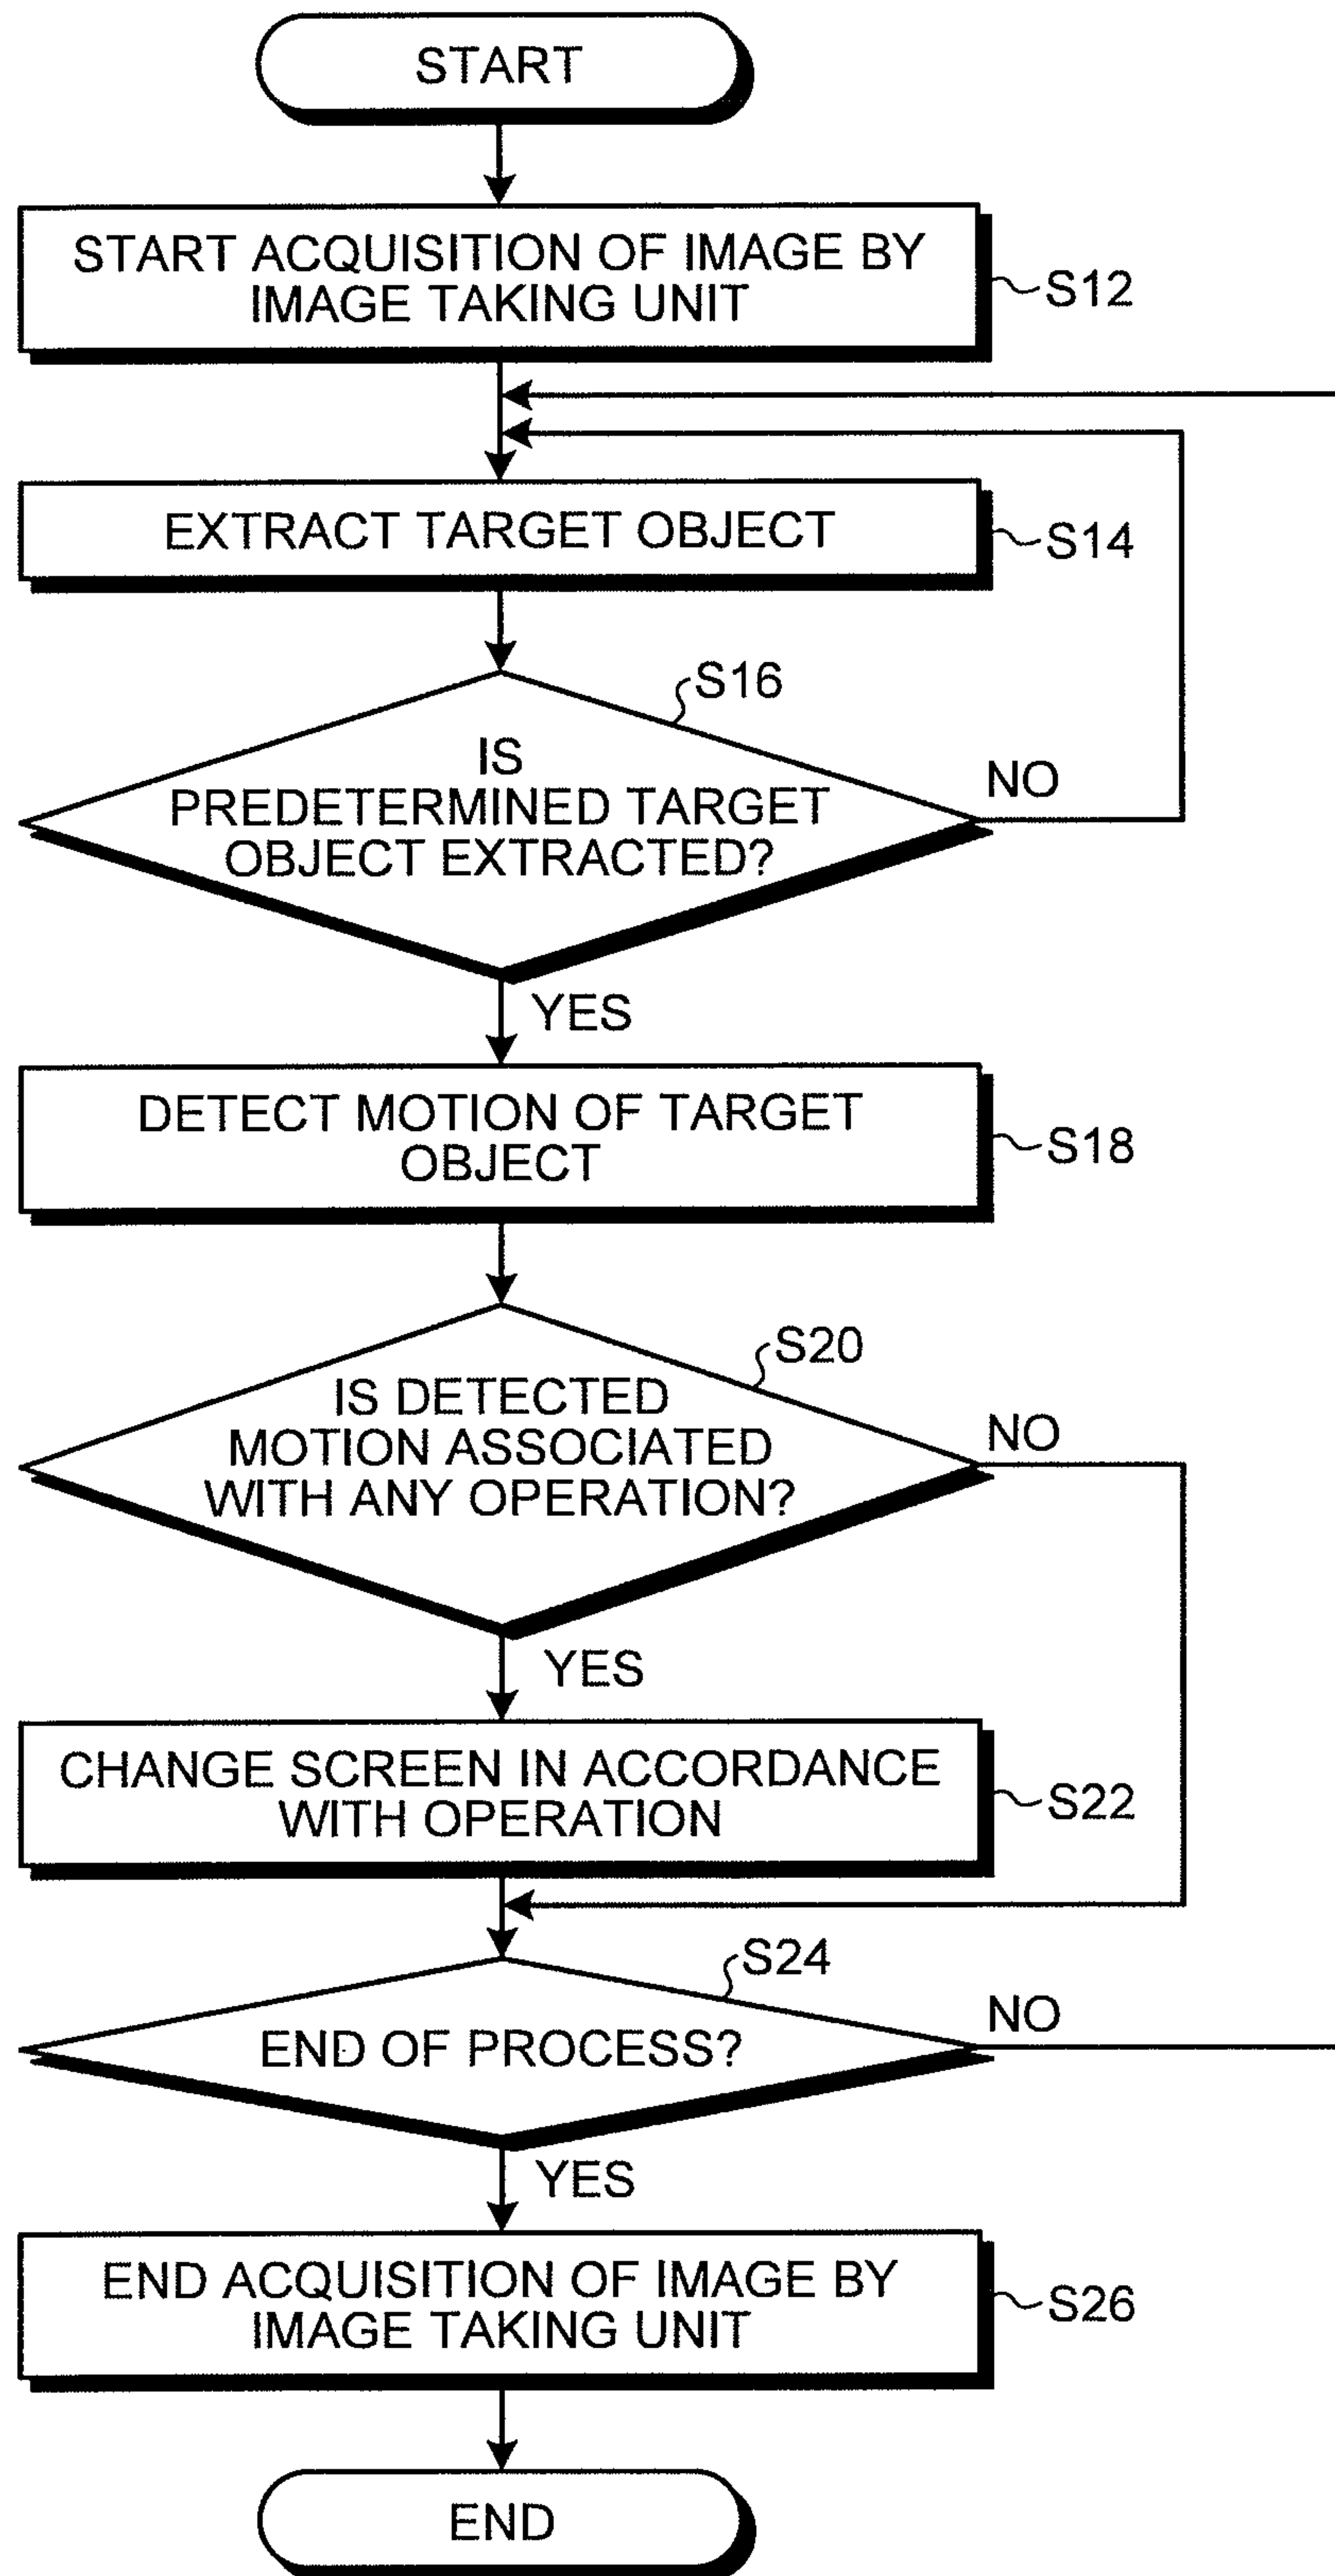 START
START ACQUISITION OF IMAGE BY
IMAGE TAKING UNIT
S12
EXTRACT TARGET OBJECT
S14
S16
IS
PREDETERMINED TARGET
OBJECT EXTRACTED?
NO
YES
DETECT MOTION OF TARGET
OBJECT
S18
S20
IS DETECTED
MOTION ASSOCIATED
WITH ANY OPERATION?
NO
YES
CHANGE SCREEN IN ACCORDANCE
WITH OPERATION
S22
S24
END OF PROCESS?
NO
YES
END ACQUISITION OF IMAGE BY
IMAGE TAKING UNIT
S26
END